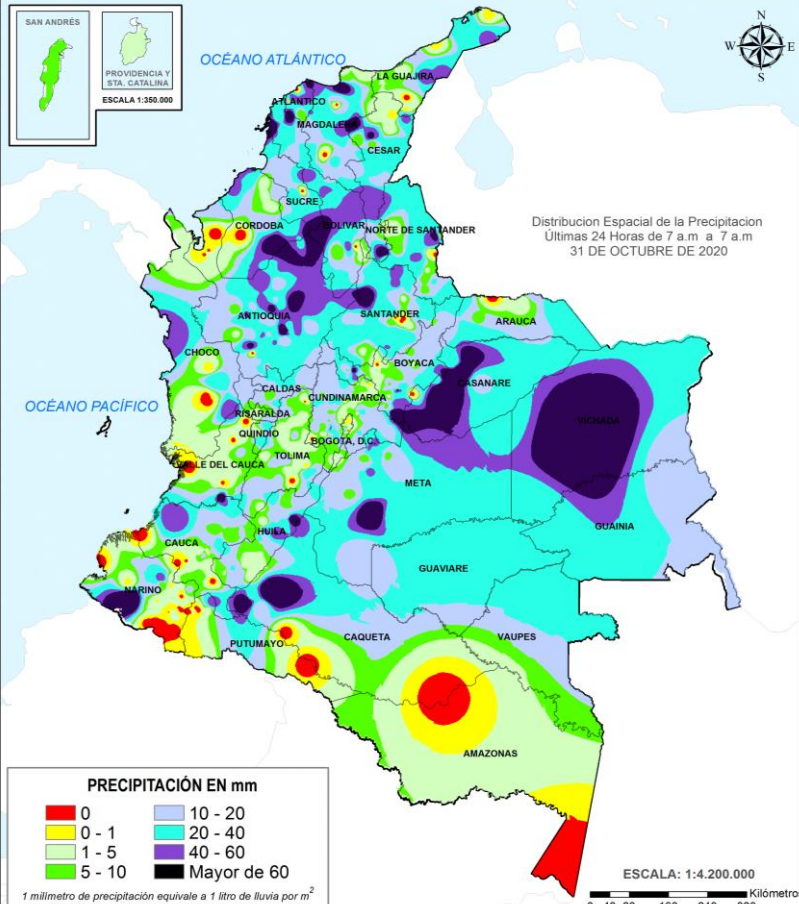 SAN ANDRÉS
PROVIDENCIA Y
STA. CATALINA
ESCALA 1:350.000
OCÉANO ATLÁNTICO
N
W
E
S
LA GUAJIRA
ATLANTICO
MAGDALENA
CESAR
SUCRE
CORDOBA
BOLIVAR
NORTE DE SANTANDER
Distribucion Espacial de la Precipitacion
Últimas 24 Horas de 7 a.m a 7 a.m
31 DE OCTUBRE DE 2020
ANTIOQUIA
SANTANDER
ARAUCA
CHOCO
BOYACA
CASANARE
CALDAS
CUNDINAMARCA
OCÉANO PACÍFICO
RISARALDA
VICHADA
QUINDIO
BOGOTA, D.C.
TOLIMA
VALLE DEL CAUCA
META
GUAINIA
HUILA
CAUCA
GUAVIARE
NARIÑO
CAQUETA
VAUPES
PUTUMAYO
AMAZONAS
PRECIPITACIÓN EN mm
0
0 - 1
1 - 5
5 - 10
10 - 20
20 - 40
40 - 60
Mayor de 60
1 milímetro de precipitación equivale a 1 litro de lluvia por m²
ESCALA: 1:4.200.000
Kilómetros